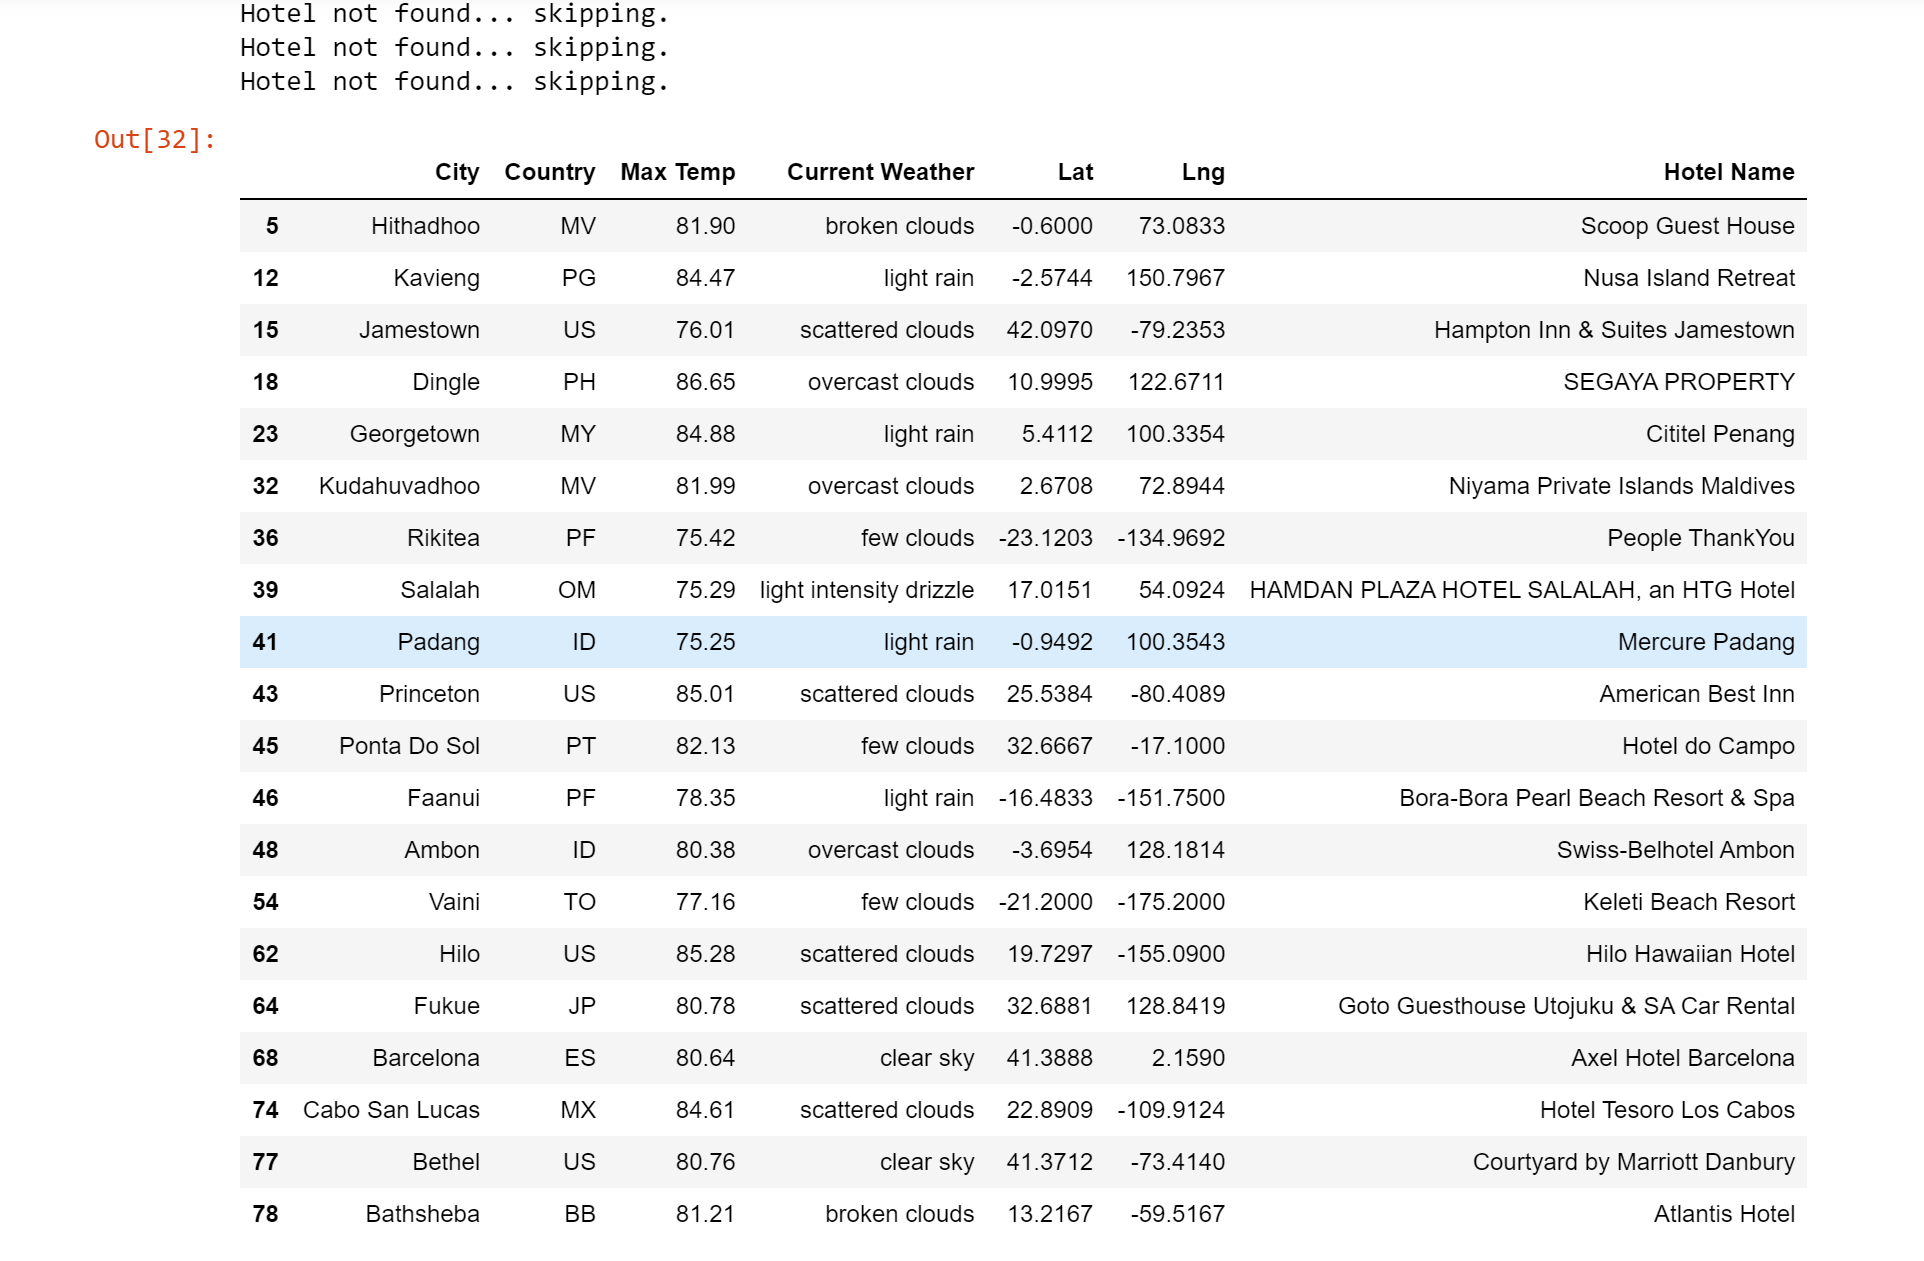 Hotel not found... skipping.
Hotel not found... skipping.
Hotel not found... skipping.
Out[32]:
City Country Max Temp Current Weather Lat Lng Hotel Name
5 Hithadhoo MV 81.90 broken clouds -0.6000 73.0833 Scoop Guest House
12 Kavieng PG 84.47 light rain -2.5744 150.7967 Nusa Island Retreat
15 Jamestown US 76.01 scattered clouds 42.0970 -79.2353 Hampton Inn & Suites Jamestown
18 Dingle PH 86.65 overcast clouds 10.9995 122.6711 SEGAYA PROPERTY
23 Georgetown MY 84.88 light rain 5.4112 100.3354 Cititel Penang
32 Kudahuvadhoo MV 81.99 overcast clouds 2.6708 72.8944 Niyama Private Islands Maldives
36 Rikitea PF 75.42 few clouds -23.1203 -134.9692 People ThankYou
39 Salalah OM 75.29 light intensity drizzle 17.0151 54.0924 HAMDAN PLAZA HOTEL SALALAH, an HTG Hotel
41 Padang ID 75.25 light rain -0.9492 100.3543 Mercure Padang
43 Princeton US 85.01 scattered clouds 25.5384 -80.4089 American Best Inn
45 Ponta Do Sol PT 82.13 few clouds 32.6667 -17.1000 Hotel do Campo
46 Faanui PF 78.35 light rain -16.4833 -151.7500 Bora-Bora Pearl Beach Resort & Spa
48 Ambon ID 80.38 overcast clouds -3.6954 128.1814 Swiss-Belhotel Ambon
54 Vaini TO 77.16 few clouds -21.2000 -175.2000 Keleti Beach Resort
62 Hilo US 85.28 scattered clouds 19.7297 -155.0900 Hilo Hawaiian Hotel
64 Fukue JP 80.78 scattered clouds 32.6881 128.8419 Goto Guesthouse Utojuku & SA Car Rental
68 Barcelona ES 80.64 clear sky 41.3888 2.1590 Axel Hotel Barcelona
74 Cabo San Lucas MX 84.61 scattered clouds 22.8909 -109.9124 Hotel Tesoro Los Cabos
77 Bethel US 80.76 clear sky 41.3712 -73.4140 Courtyard by Marriott Danbury
78 Bathsheba BB 81.21 broken clouds 13.2167 -59.5167 Atlantis Hotel